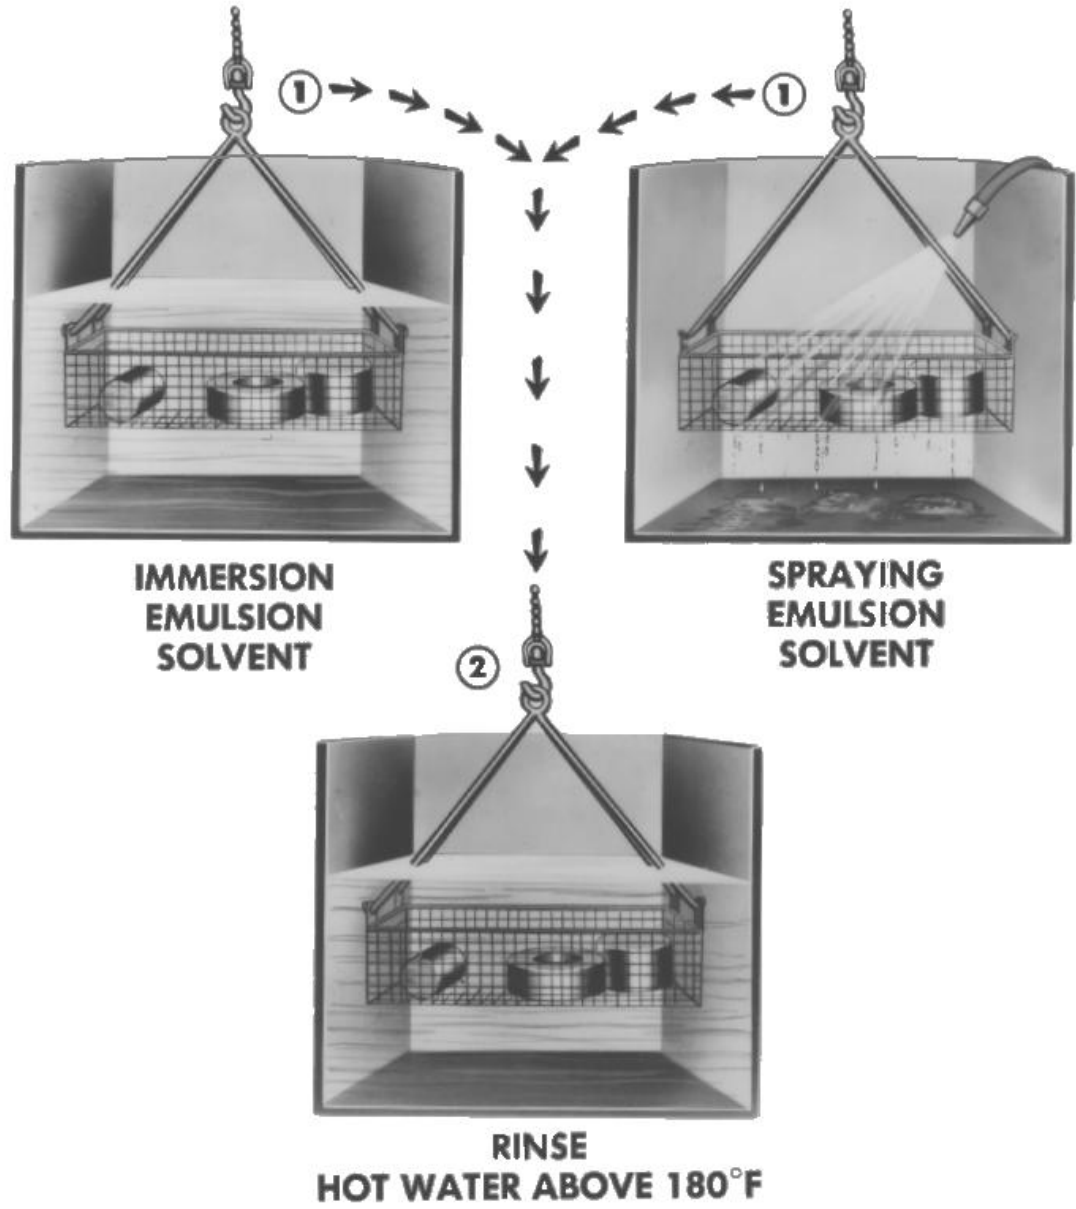 1
1
IMMERSION
EMULSION
SOLVENT
SPRAYING
EMULSION
SOLVENT
2
RINSE
HOT WATER ABOVE 180°F